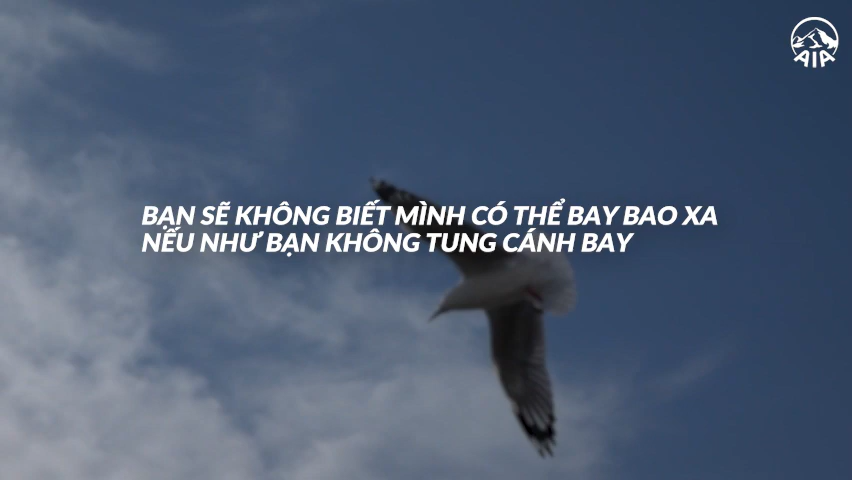 AIA
BẠN SẼ KHÔNG BIẾT MÌNH CÓ THỂ BAY BAO XA
NẾU NHƯ BẠN KHÔNG TUNG CÁNH BAY